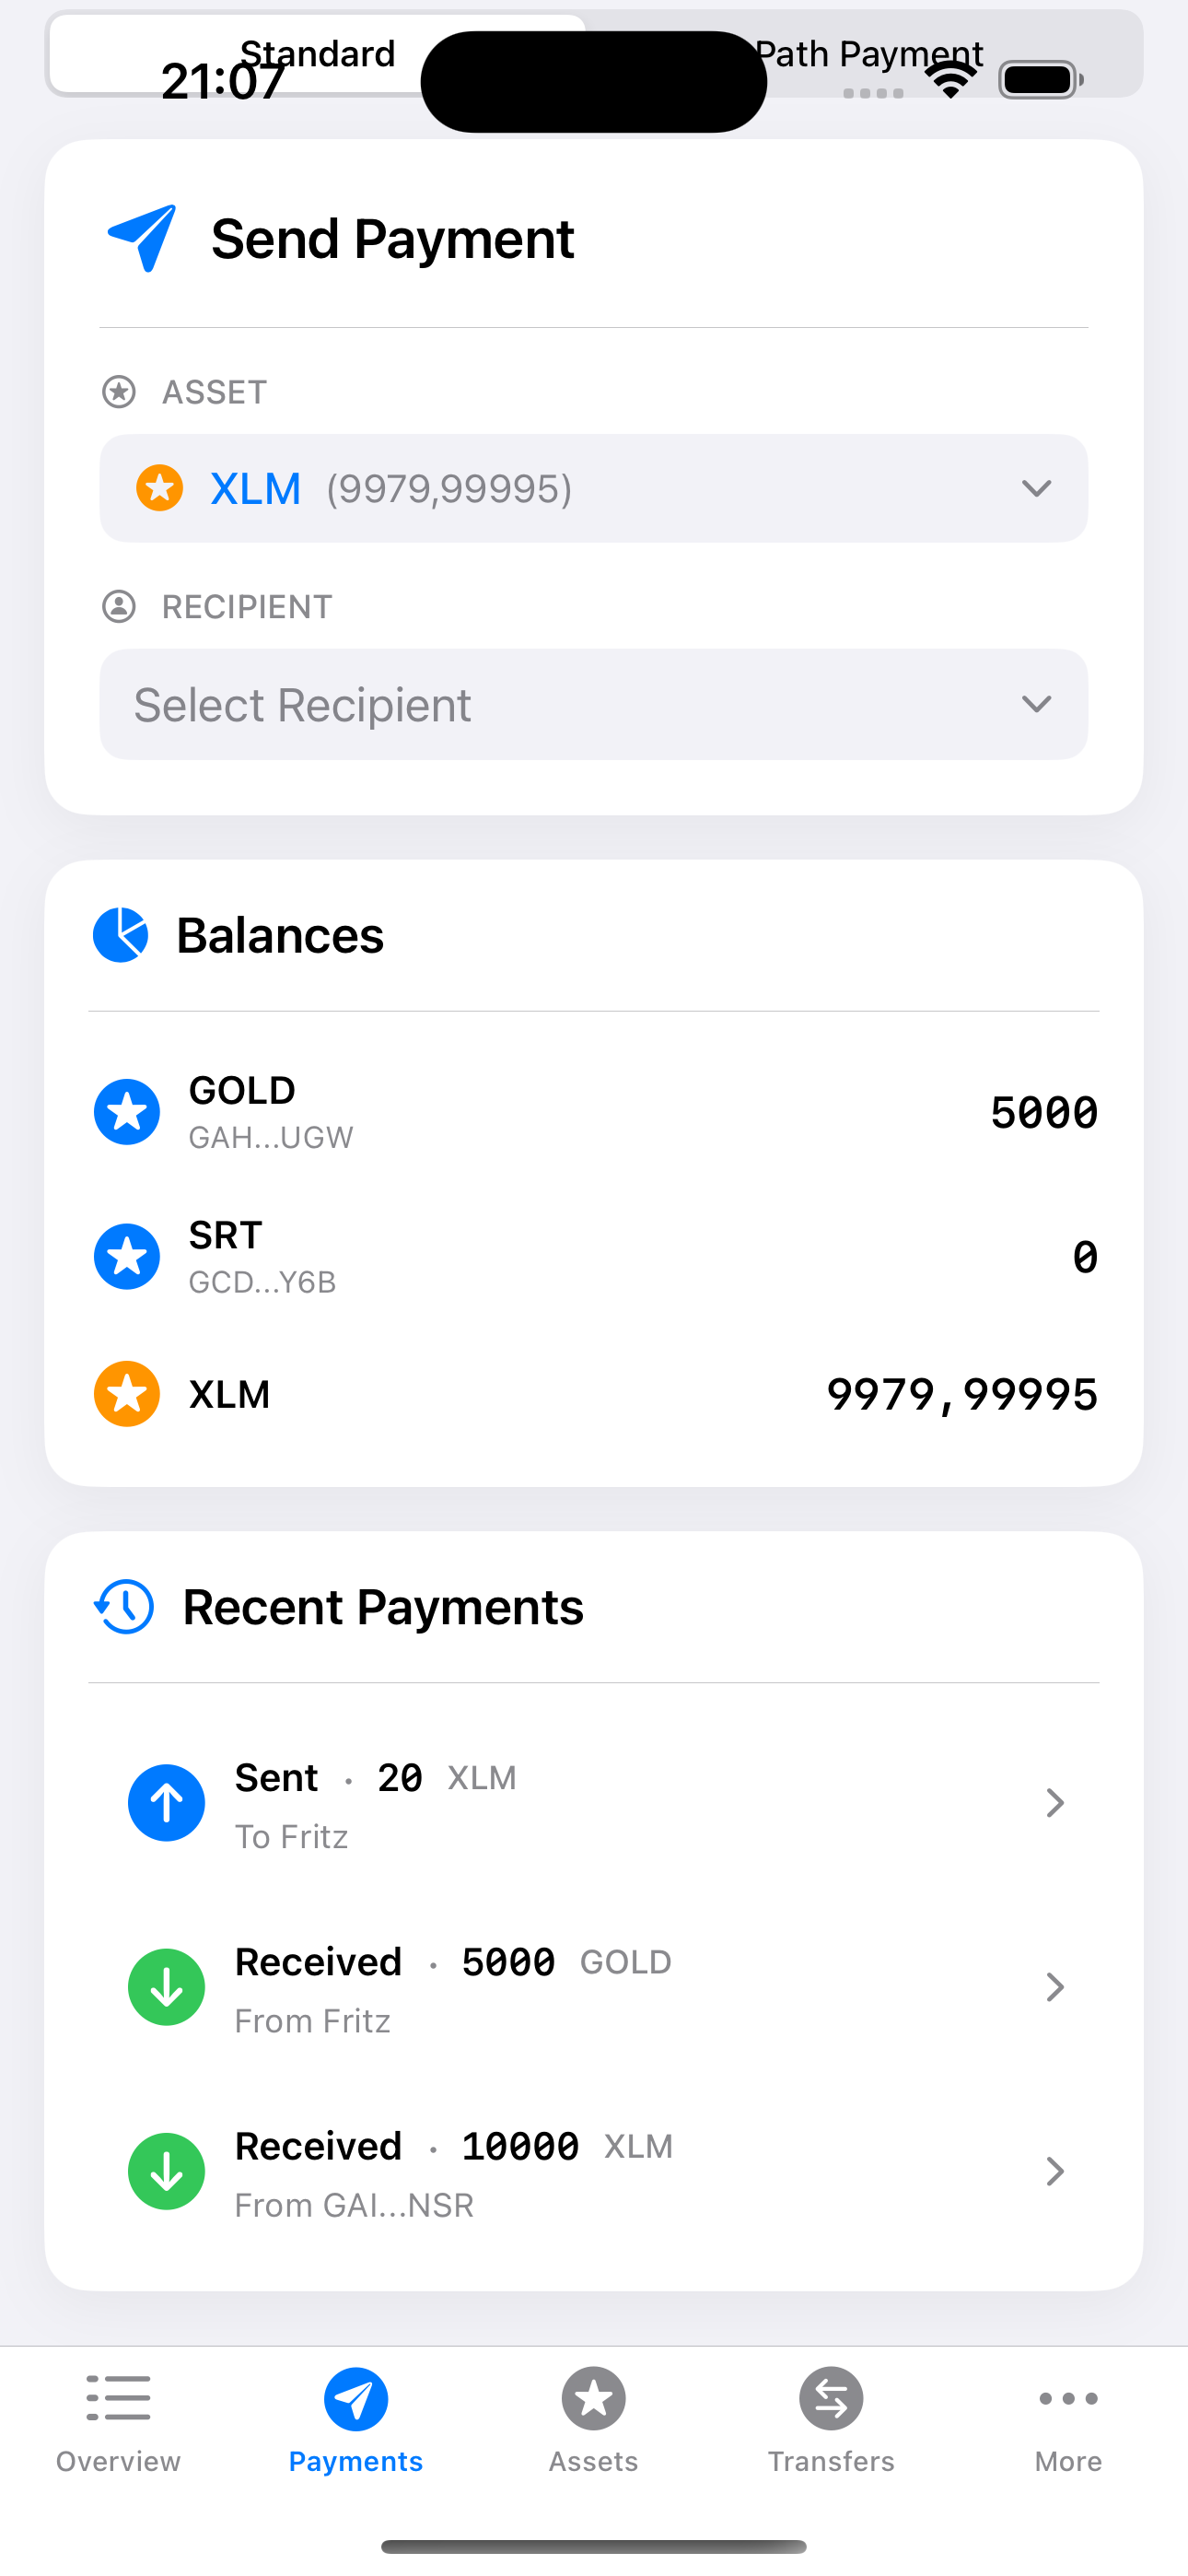 Standard
Path Payment
21:07
Send Payment
ASSET
XLM (9979,99995)
RECIPIENT
Select Recipient
Balances
GOLD
GAH...UGW
5000
SRT
GCD...Y6B
0
XLM
9979,99995
Recent Payments
Sent · 20 XLM
To Fritz
Received · 5000 GOLD
From Fritz
Received · 10000 XLM
From GAI...NSR
Overview
Payments
Assets
Transfers
More